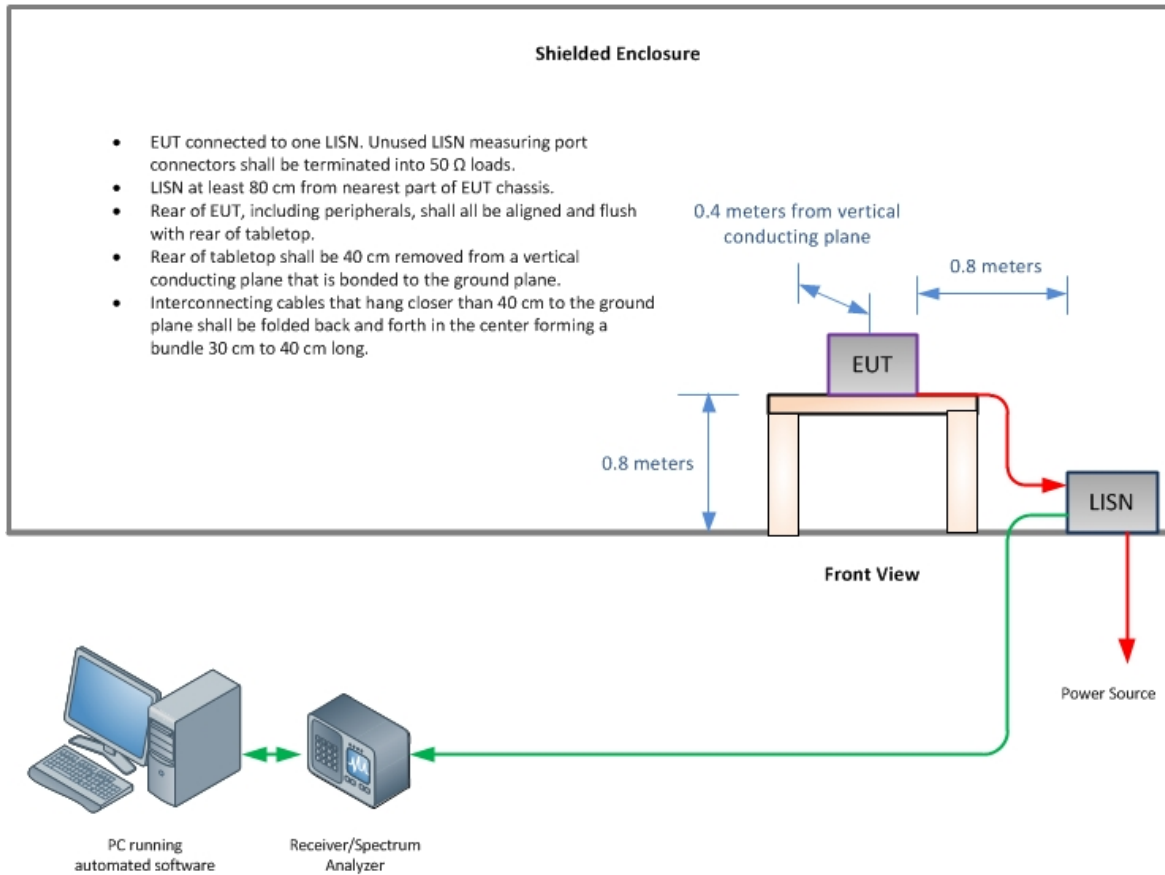 Shielded Enclosure
• EUT connected to one LISN. Unused LISN measuring port
connectors shall be terminated into 50 Ω loads.
• LISN at least 80 cm from nearest part of EUT chassis.
• Rear of EUT, including peripherals, shall all be aligned and flush
with rear of tabletop.
• Rear of tabletop shall be 40 cm removed from a vertical
conducting plane that is bonded to the ground plane.
• Interconnecting cables that hang closer than 40 cm to the ground
plane shall be folded back and forth in the center forming a
bundle 30 cm to 40 cm long.
0.4 meters from vertical
conducting plane
0.8 meters
EUT
0.8 meters
LISN
Front View
Power Source
PC running
automated software
Receiver/Spectrum
Analyzer